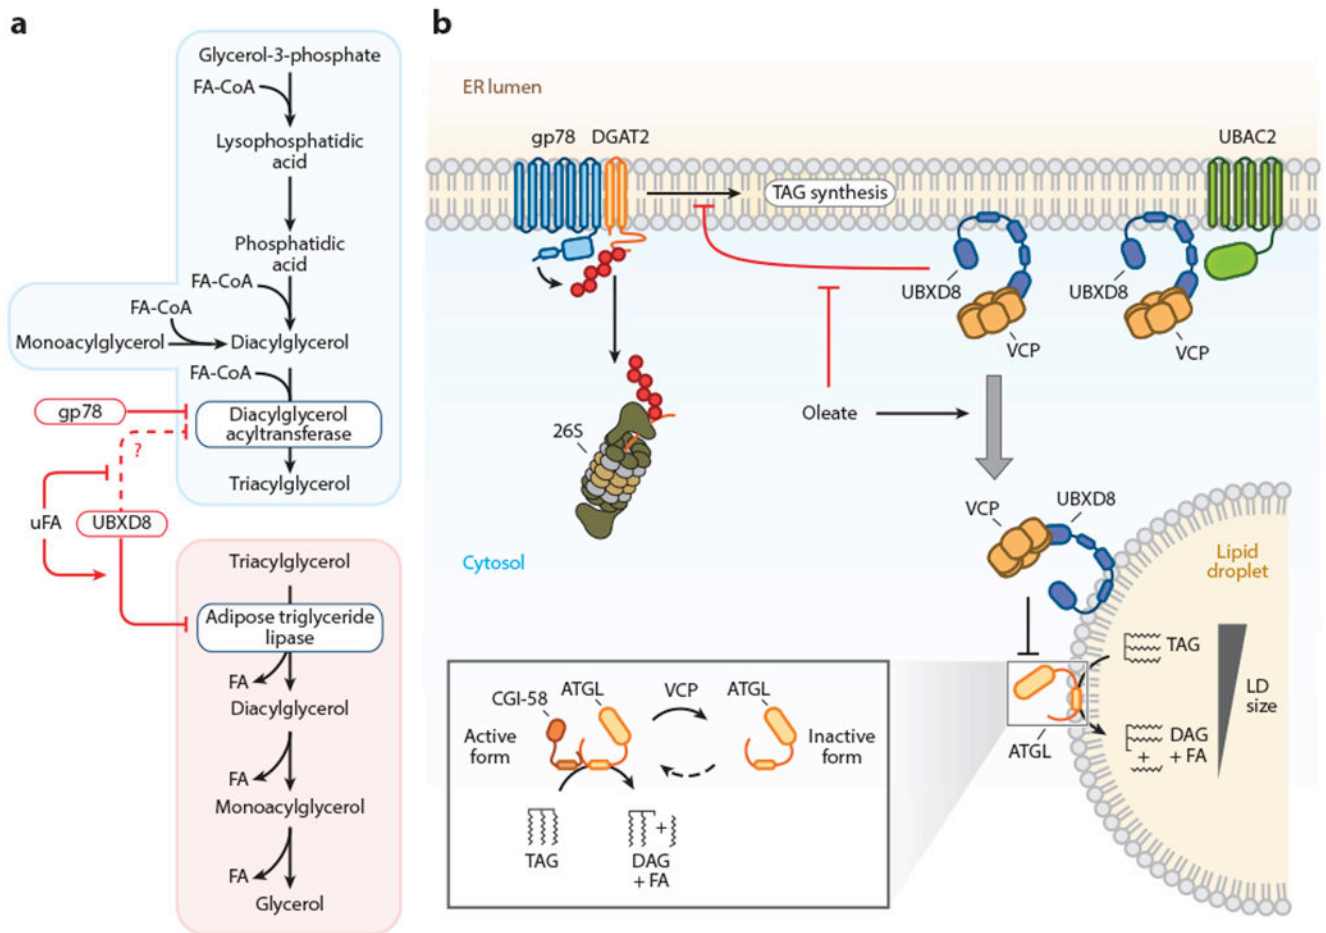 a
Glycerol-3-phosphate
FA-CoA
Lysophosphatidic
acid
Phosphatidic
acid
FA-CoA
FA-CoA
Monoacylglycerol
Diacylglycerol
FA-CoA
gp78
Diacylglycerol
acyltransferase
?
Triacylglycerol
uFA
UBXD8
Triacylglycerol
Adipose triglyceride
lipase
FA
Diacylglycerol
FA
Monoacylglycerol
FA
Glycerol
b
ER lumen
gp78
DGAT2
UBAC2
TAG synthesis
UBXD8
VCP
UBXD8
VCP
Oleate
26S
VCP
UBXD8
Cytosol
Lipid
droplet
TAG
LD
size
DAG
+ FA
+
ATGL
CGI-58
ATGL
VCP
ATGL
Active
form
Inactive
form
+
TAG
DAG
+ FA